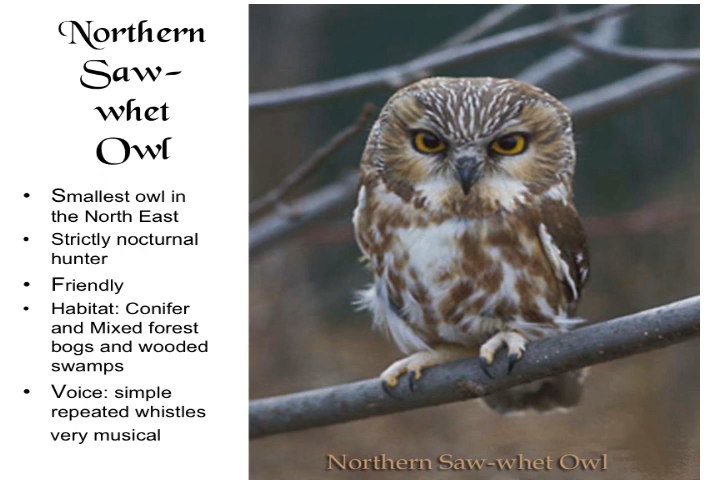 Northern
Saw-
whet
Owl
• Smallest owl in
the North East
• Strictly nocturnal
hunter
• Friendly
• Habitat: Conifer
and Mixed forest
bogs and wooded
swamps
• Voice: simple
repeated whistles
very musical
Northern Saw-whet Owl